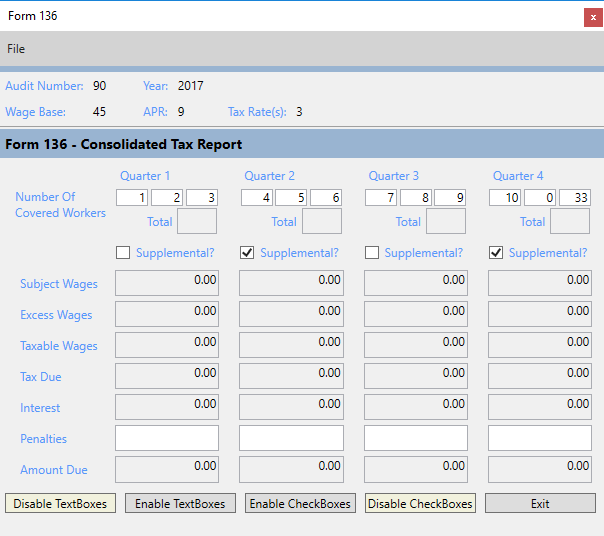 Form 136
x
File
Audit Number: 90 Year: 2017
Wage Base: 45 APR: 9 Tax Rate(s): 3
Form 136 - Consolidated Tax Report
Quarter 1 Quarter 2 Quarter 3 Quarter 4
Number Of
Covered Workers
1 2 3 4 5 6 7 8 9 10 0 33
Total Total Total Total
Supplemental? Supplemental? Supplemental? Supplemental?
Subject Wages 0.00 0.00 0.00 0.00
Excess Wages 0.00 0.00 0.00 0.00
Taxable Wages 0.00 0.00 0.00 0.00
Tax Due 0.00 0.00 0.00 0.00
Interest 0.00 0.00 0.00 0.00
Penalties
Amount Due 0.00 0.00 0.00 0.00
Disable TextBoxes Enable TextBoxes Enable CheckBoxes Disable CheckBoxes Exit